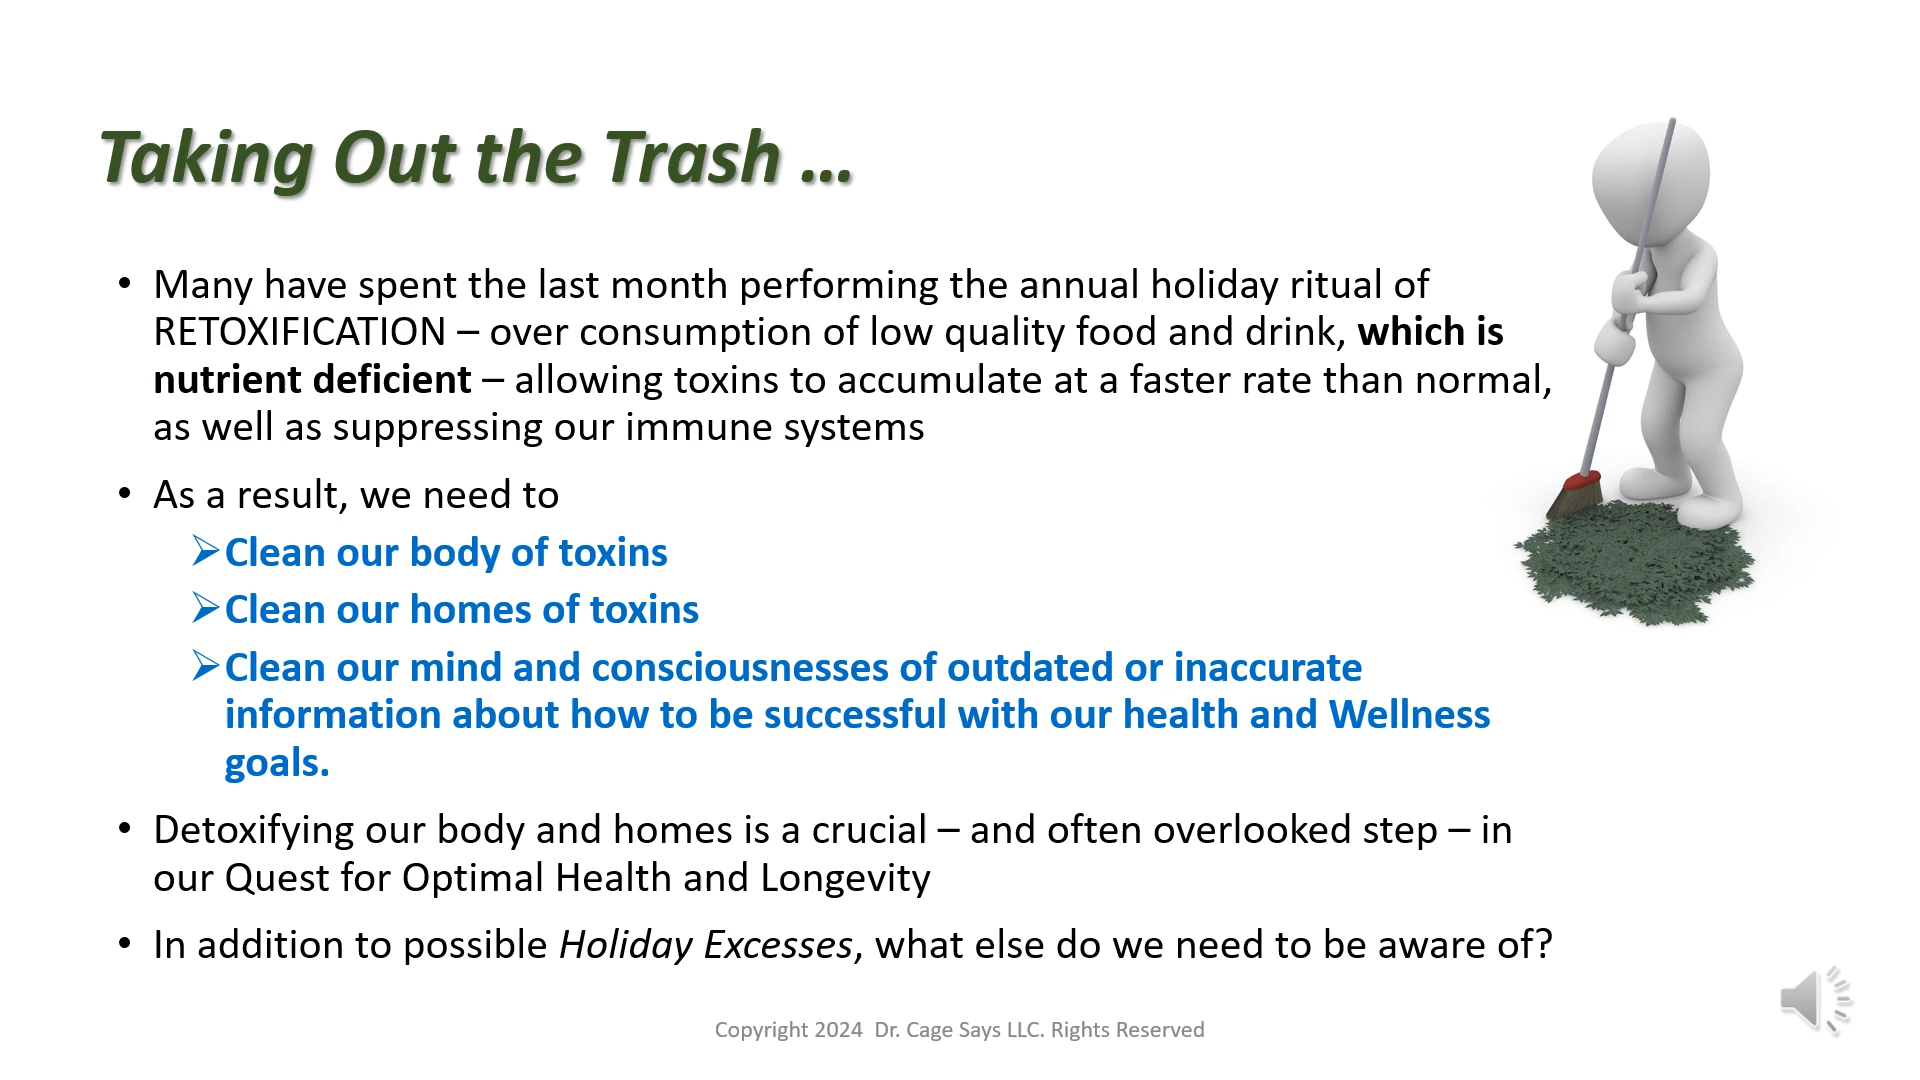 Taking Out the Trash ...
• Many have spent the last month performing the annual holiday ritual of
RETOXIFICATION – over consumption of low quality food and drink, which is
nutrient deficient – allowing toxins to accumulate at a faster rate than normal,
as well as suppressing our immune systems
• As a result, we need to
➢Clean our body of toxins
➢Clean our homes of toxins
➢Clean our mind and consciousnesses of outdated or inaccurate
information about how to be successful with our health and Wellness
goals.
• Detoxifying our body and homes is a crucial – and often overlooked step – in
our Quest for Optimal Health and Longevity
• In addition to possible Holiday Excesses, what else do we need to be aware of?
Copyright 2024 Dr. Cage Says LLC. Rights Reserved